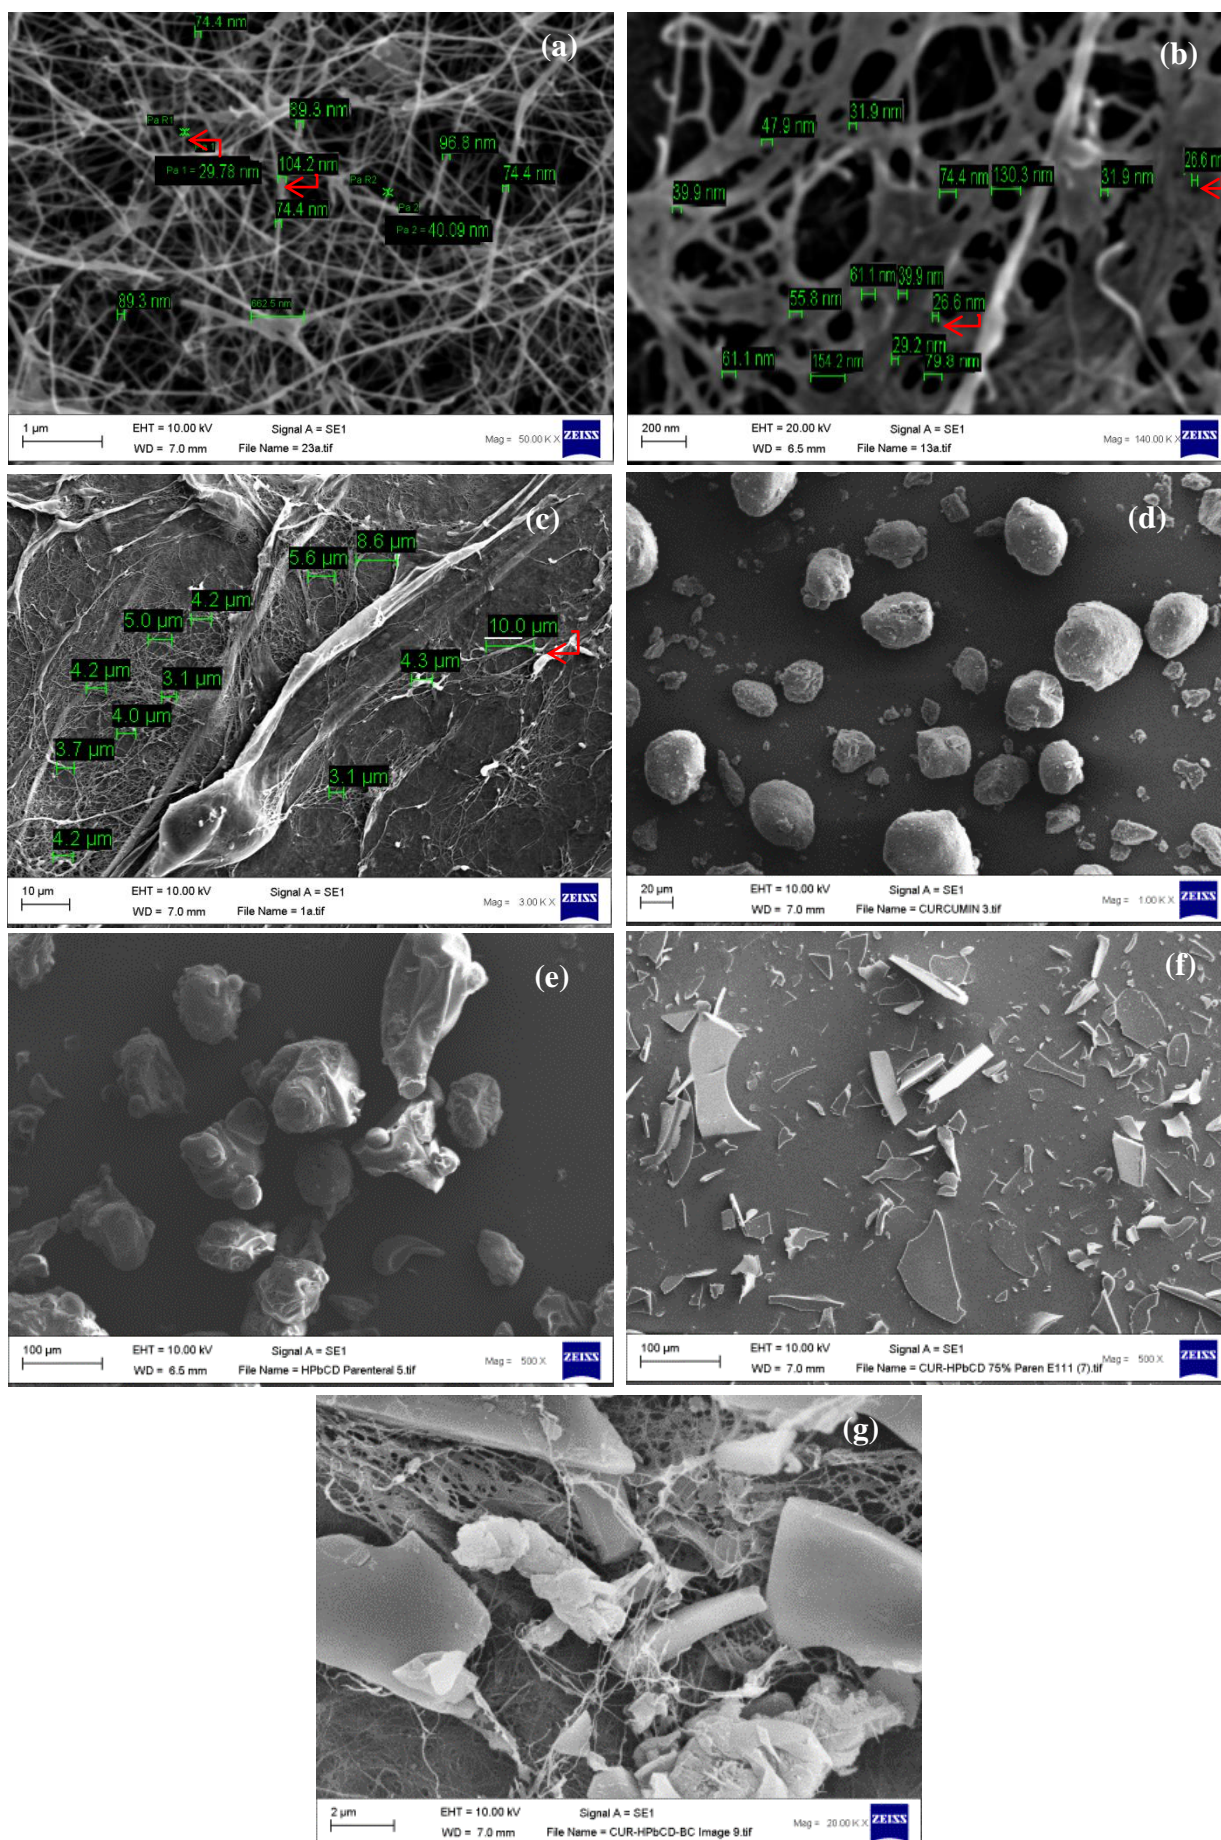 74.4 nm
(a)
89.3 nm
Pa R1
96.8 nm
Pa 1 = 29.78 nm
104.2 nm
Pa R2
74.4 nm
74.4 nm
Pa 2
Pa 2 = 40.09 nm
89.3 nm
662.5 nm
1 µm
EHT = 10.00 kV
Signal A = SE1
WD = 7.0 mm
File Name = 23a.tif
Mag = 50.00 K X
ZEISS
(b)
31.9 nm
47.9 nm
26.6 nm
74.4 nm
130.3 nm
31.9 nm
39.9 nm
61.1 nm
39.9 nm
55.8 nm
26.6 nm
29.2 nm
61.1 nm
154.2 nm
79.8 nm
200 nm
EHT = 20.00 kV
Signal A = SE1
WD = 6.5 mm
File Name = 13a.tif
Mag = 140.00 K X
ZEISS
(c)
8.6 µm
5.6 µm
4.2 µm
5.0 µm
10.0 µm
4.3 µm
4.2 µm
3.1 µm
4.0 µm
3.7 µm
3.1 µm
4.2 µm
10 µm
EHT = 10.00 kV
Signal A = SE1
WD = 7.0 mm
File Name = 1a.tif
Mag = 3.00 K X
ZEISS
(d)
20 µm
EHT = 10.00 kV
Signal A = SE1
WD = 7.0 mm
File Name = CURCUMIN 3.tif
Mag = 1.00 K X
ZEISS
(e)
100 µm
EHT = 10.00 kV
Signal A = SE1
WD = 6.5 mm
File Name = HPbCD Parenteral 5.tif
Mag = 500 X
ZEISS
(f)
100 µm
EHT = 10.00 kV
Signal A = SE1
WD = 7.0 mm
File Name = CUR-HPbCD 75% Paren E111 (7).tif
Mag = 500 X
ZEISS
(g)
2 µm
EHT = 10.00 kV
Signal A = SE1
WD = 7.0 mm
File Name = CUR-HPbCD-BC Image 9.tif
Mag = 20.00 K X
ZEISS